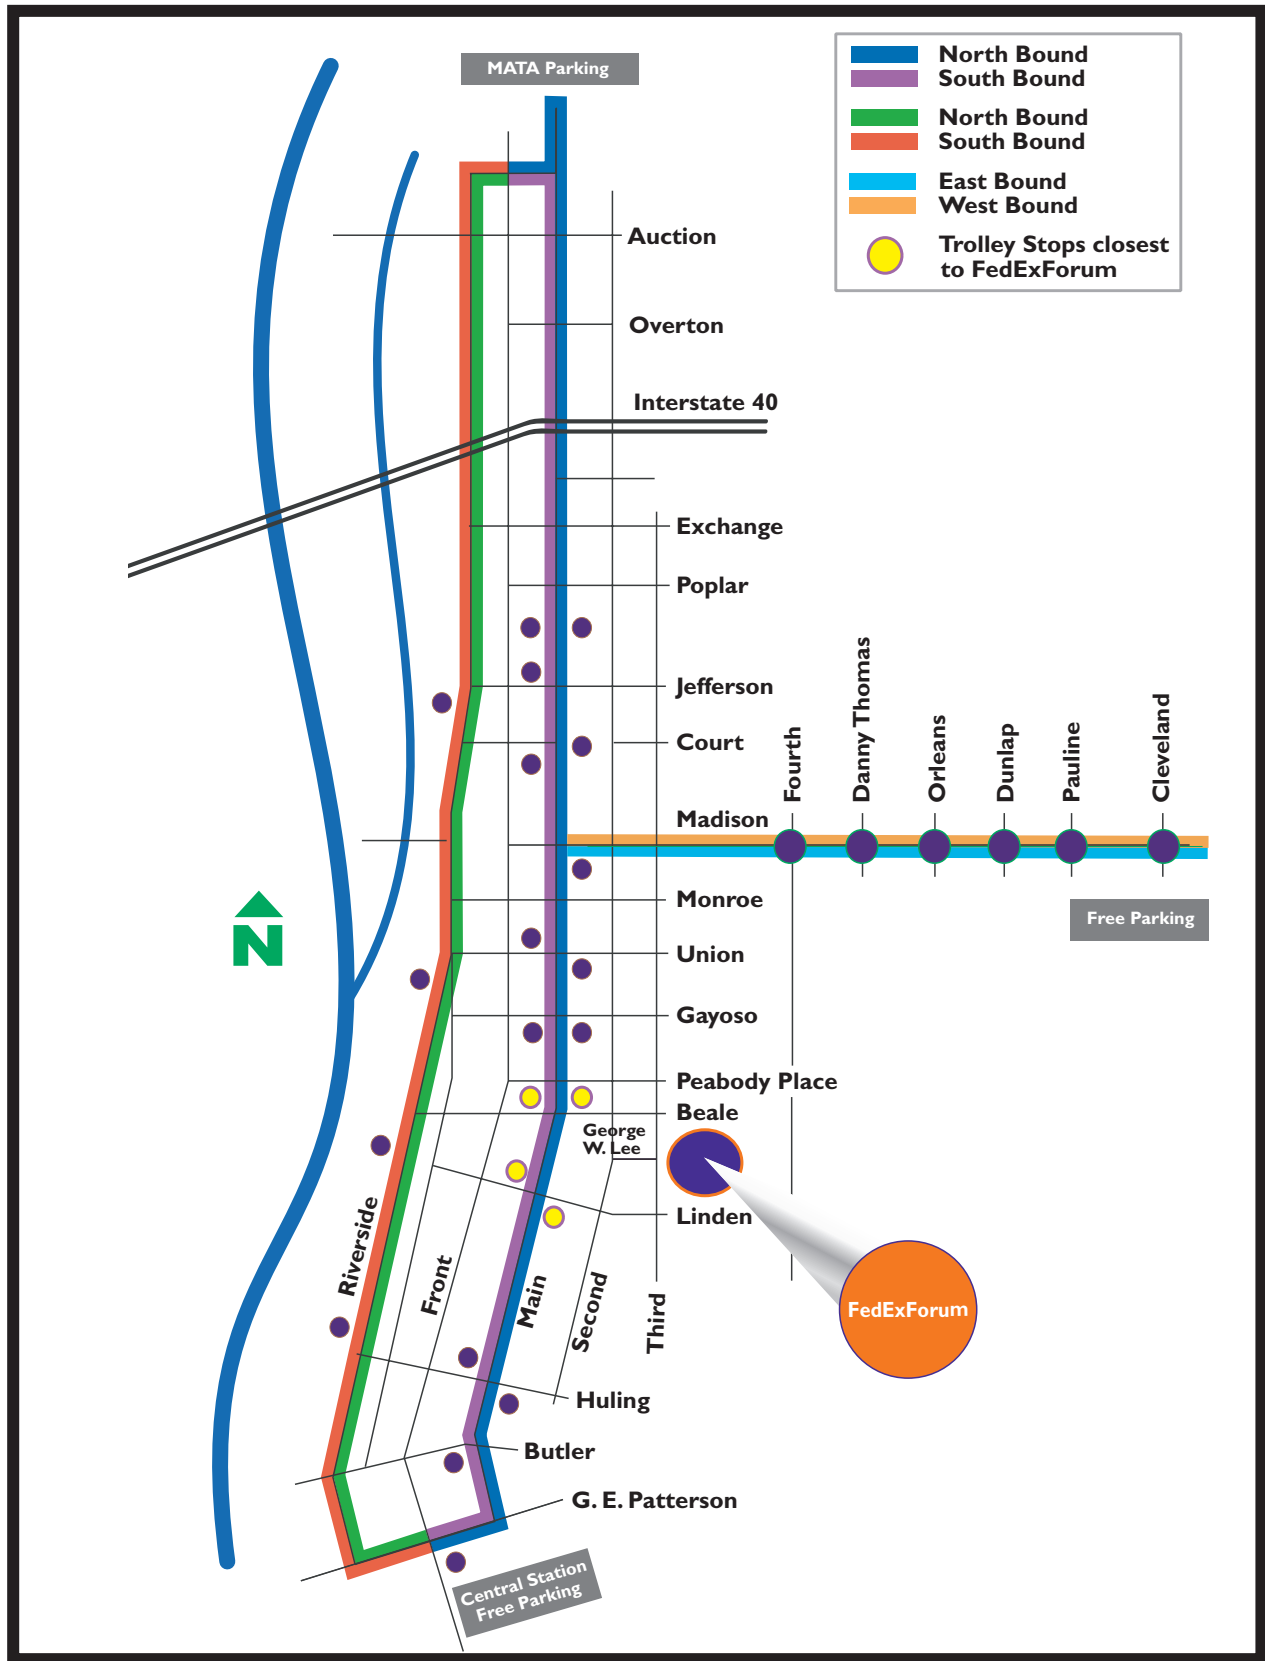 MATA Parking
North Bound
South Bound
North Bound
South Bound
East Bound
West Bound
Trolley Stops closest
to FedExForum
Auction
Overton
Interstate 40
Exchange
Poplar
Jefferson
Court
Madison
Fourth
Danny Thomas
Orleans
Dunlap
Pauline
Cleveland
Free Parking
Monroe
N
Union
Gayoso
Peabody Place
Beale
George
W. Lee
Linden
Riverside
Front
Main
Second
Third
FedExForum
Huling
Butler
G. E. Patterson
Central Station
Free Parking